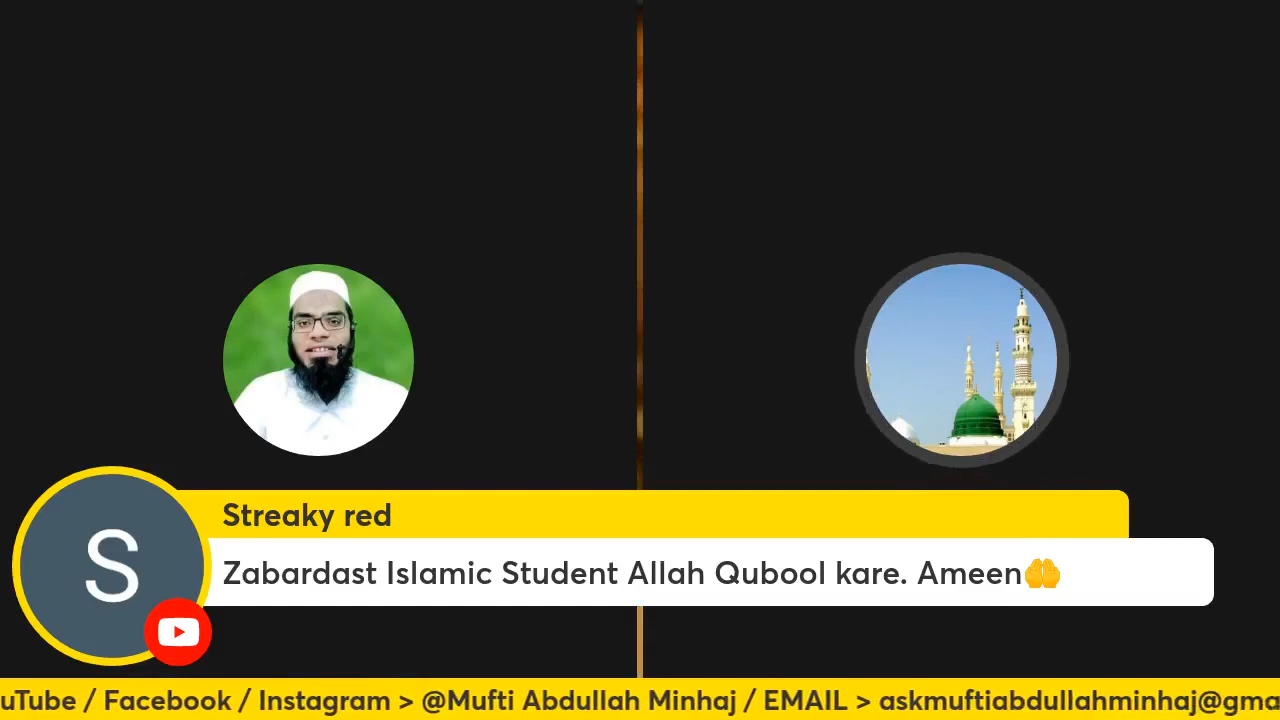 Streaky red
S
Zabardast Islamic Student Allah Qubool kare. Ameen🤲
uTube / Facebook / Instagram > @Mufti Abdullah Minhaj / EMAIL > askmuftiabdullahminhaj@gma